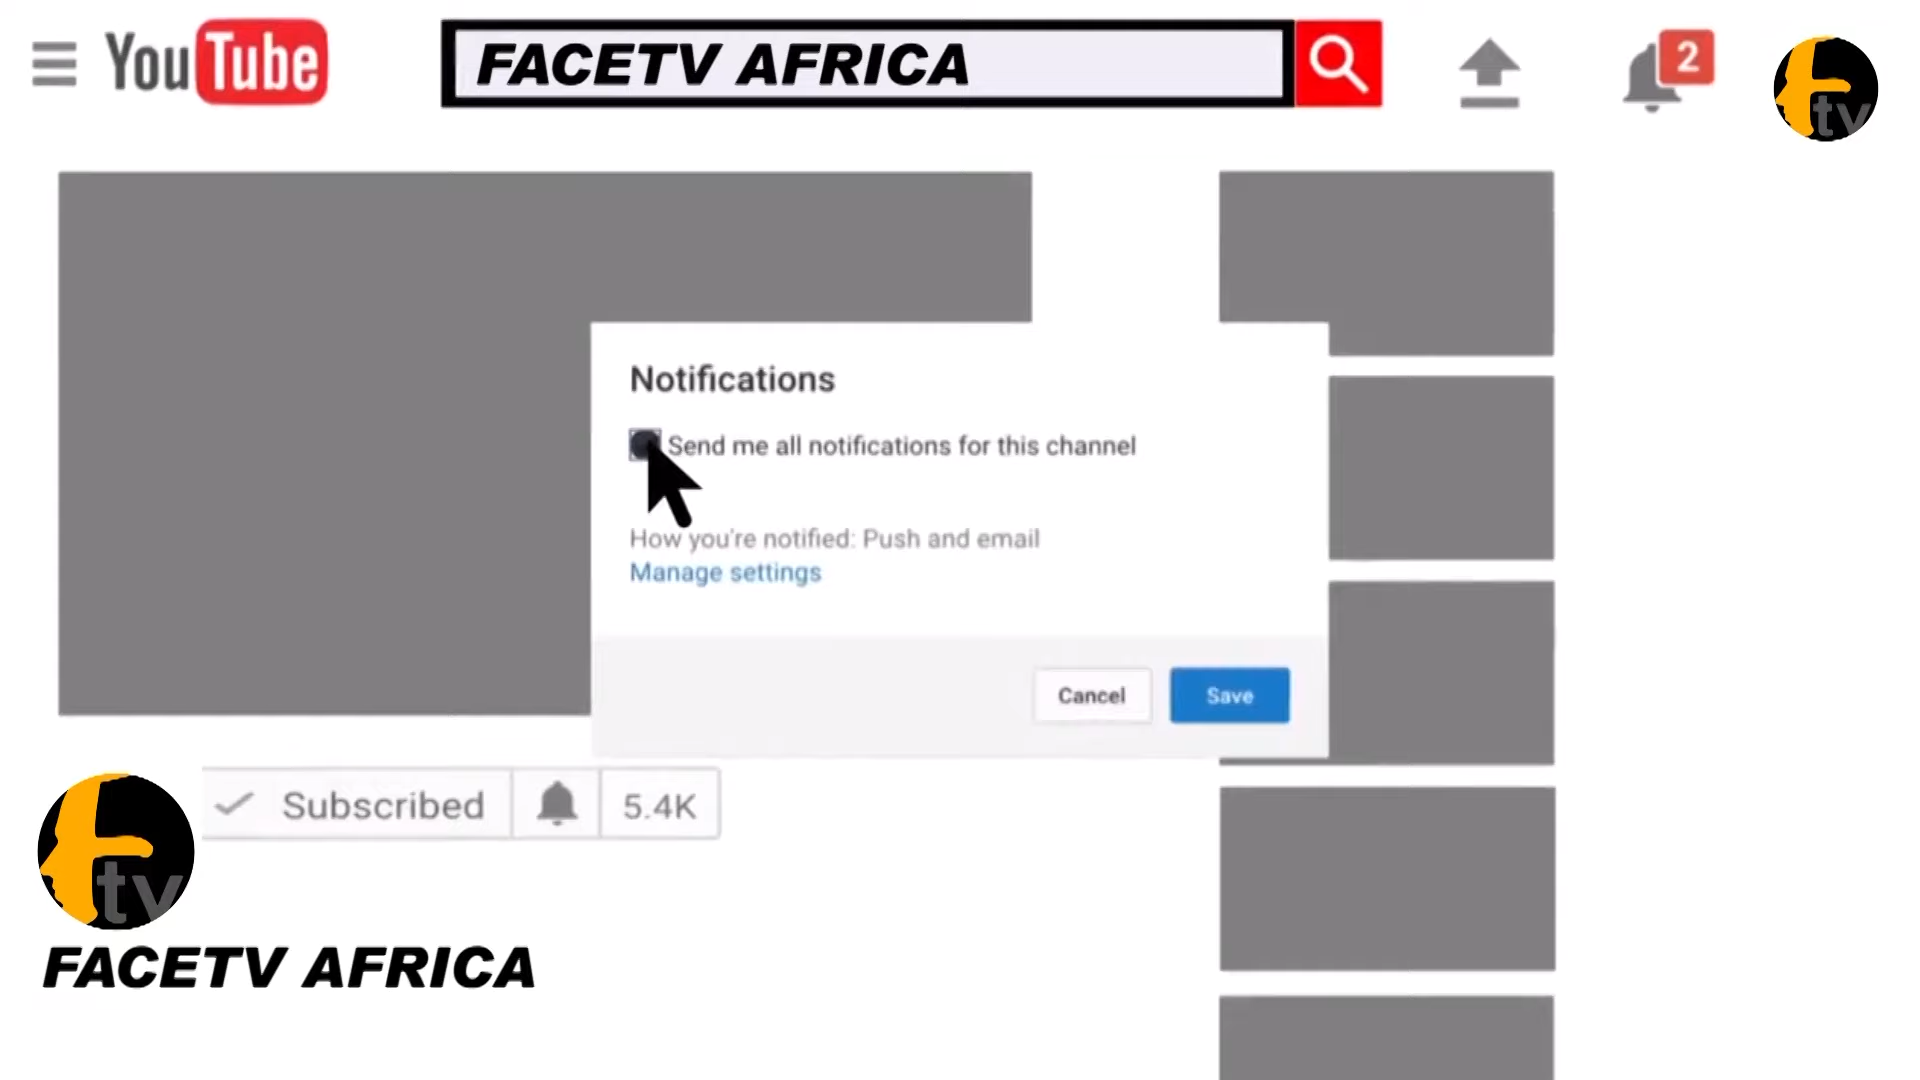 YouTube
FACETV AFRICA
2
tv
Notifications
Send me all notifications for this channel
How you're notified: Push and email
Manage settings
Cancel
Save
Subscribed
5.4K
tv
FACETV AFRICA